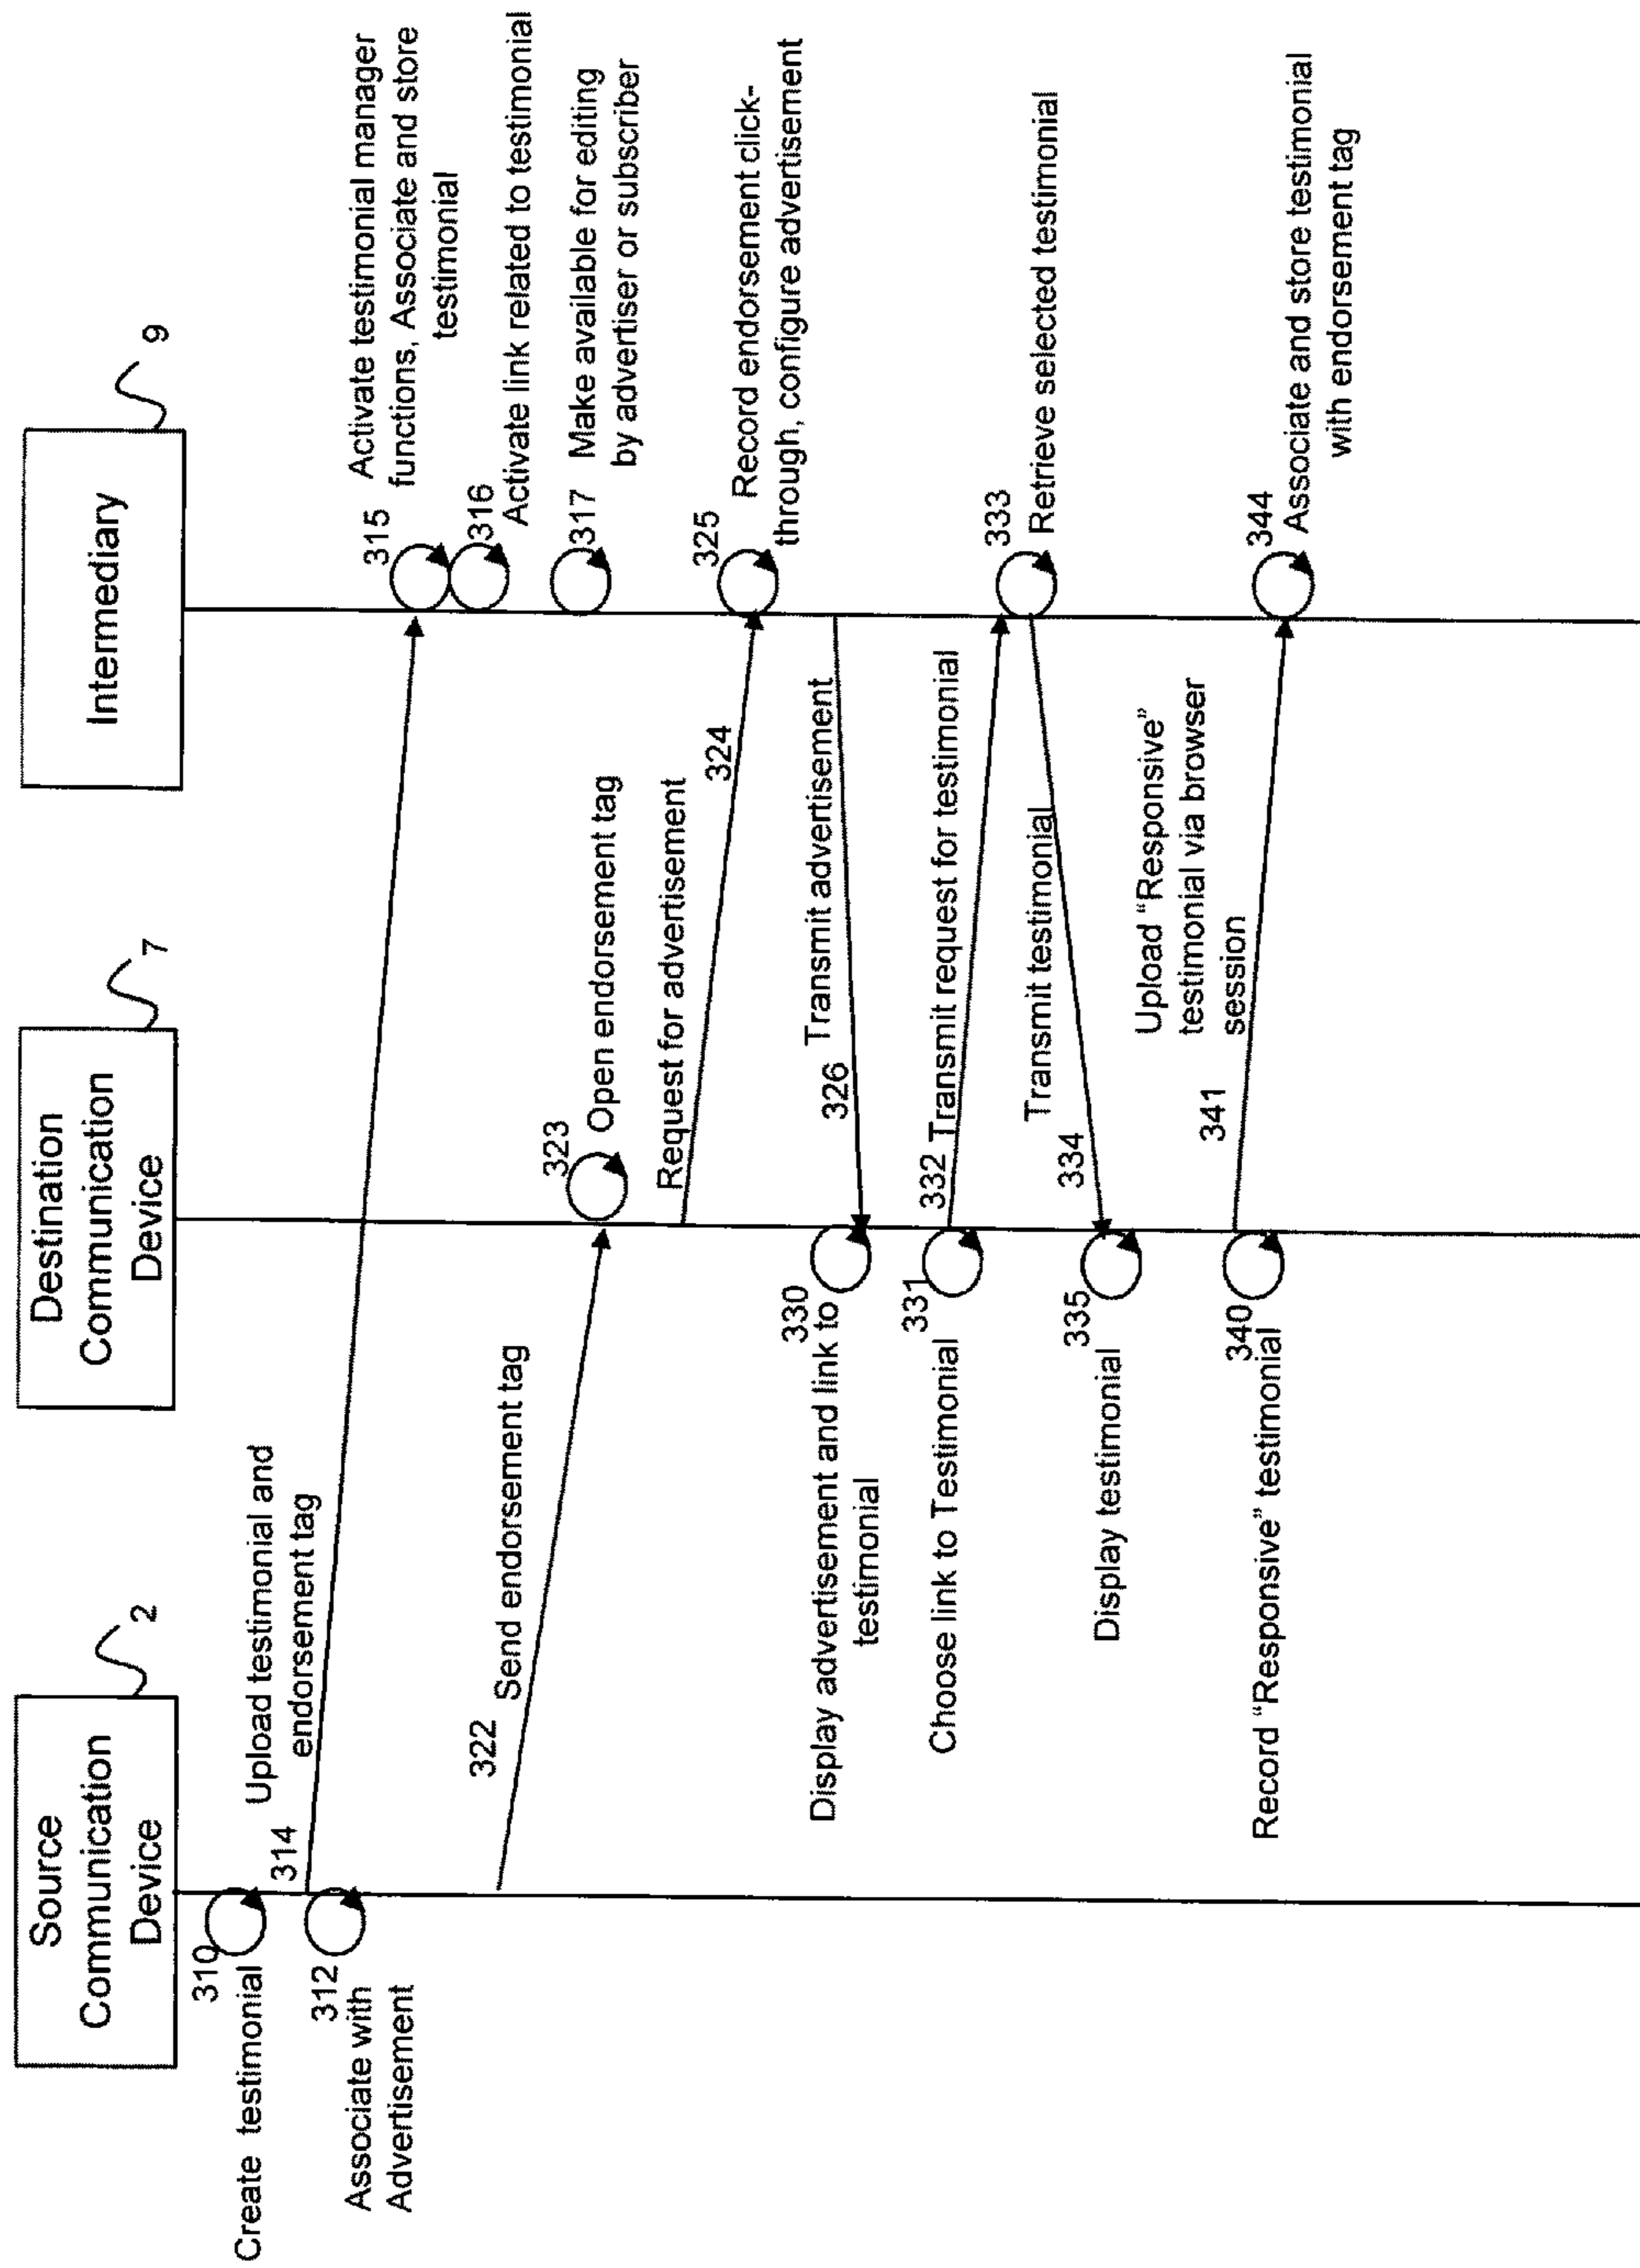 Source
Communication
Device
2
Destination
Communication
Device
7
Intermediary
9
310
Create testimonial
314
Upload testimonial and
endorsement tag
312
Associate with
Advertisement
315
Activate testimonial manager
functions, Associate and store
testimonial
316
Activate link related to testimonial
317
Make available for editing
by advertiser or subscriber
322
Send endorsement tag
323
Open endorsement tag
Request for advertisement
324
325
Record endorsement click-
through, configure advertisement
326
Transmit advertisement
330
Display advertisement and link to
testimonial
331
Choose link to Testimonial
332
Transmit request for testimonial
333
Retrieve selected testimonial
334
Transmit testimonial
335
Display testimonial
340
Record “Responsive” testimonial
341
Upload “Responsive”
testimonial via browser
session
344
Associate and store testimonial
with endorsement tag